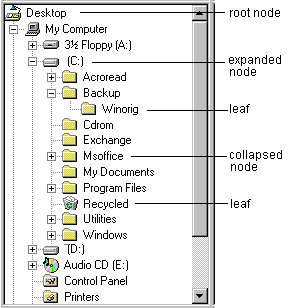 Desktop root node
My Computer
3½ Floppy (A:)
(C:) expanded node
Acroread
Backup
Winorig leaf
Cdrom
Exchange
Msoffice collapsed node
My Documents
Program Files
Recycled leaf
Utilities
Windows
(D:)
Audio CD (E:)
Control Panel
Printers